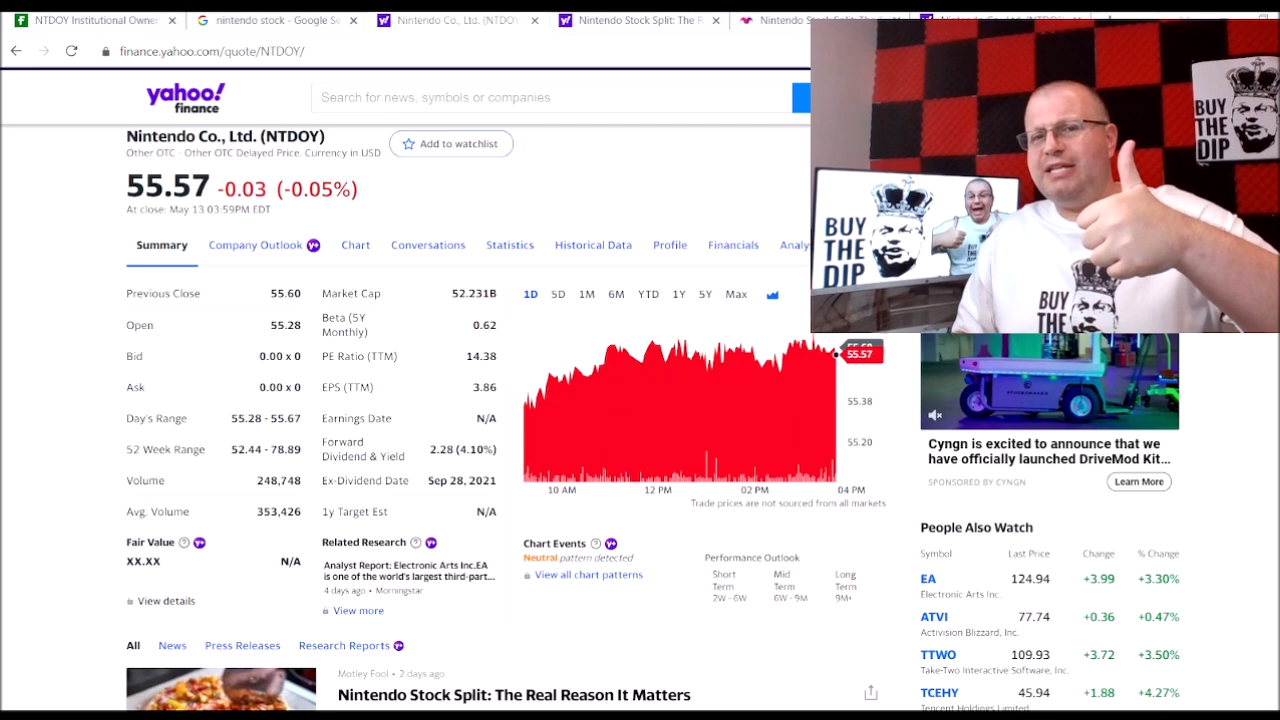 NTDOY Institutional Owner
nintendo stock - Google Se
Nintendo Co., Ltd. (NTDOY)
Nintendo Stock Split: The R
Nintendo Stock Split: The R
Nintendo Co., Ltd. (NTDOY)
finance.yahoo.com/quote/NTDOY/
yahoo!
finance
Search for news, symbols or companies
Nintendo Co., Ltd. (NTDOY)
Add to watchlist
Other OTC - Other OTC Delayed Price. Currency in USD
55.57 -0.03 (-0.05%)
At close: May 13 03:59PM EDT
Summary Company Outlook Y+ Chart Conversations Statistics Historical Data Profile Financials Analy
Previous Close 55.60
Open 55.28
Bid 0.00 x 0
Ask 0.00 x 0
Day's Range 55.28 - 55.67
52 Week Range 52.44 - 78.89
Volume 248,748
Avg. Volume 353,426
Market Cap 52.231B
Beta (5Y
Monthly) 0.62
PE Ratio (TTM) 14.38
EPS (TTM) 3.86
Earnings Date N/A
Forward
Dividend & Yield 2.28 (4.10%)
Ex-Dividend Date Sep 28, 2021
1y Target Est N/A
1D 5D 1M 6M YTD 1Y 5Y Max
55.60
55.57
55.38
55.20
10 AM 12 PM 02 PM 04 PM
Trade prices are not sourced from all markets
Fair Value
XX.XX N/A
View details
Related Research
Analyst Report: Electronic Arts Inc.EA
is one of the world's largest third-part...
4 days ago • Morningstar
View more
Chart Events
Neutral pattern detected
View all chart patterns
Performance Outlook
Short
Term
2W - 6W
Mid
Term
6W - 9M
Long
Term
9M+
All News Press Releases Research Reports
Motley Fool • 2 days ago
Nintendo Stock Split: The Real Reason It Matters
BUY
THE
DIP
BUY
THE
DIP
BUY
THE
Cyngn is excited to announce that we
have officially launched DriveMod Kit...
SPONSORED BY CYNGN
Learn More
People Also Watch
Symbol Last Price Change % Change
EA 124.94 +3.99 +3.30%
Electronic Arts Inc.
ATVI 77.74 +0.36 +0.47%
Activision Blizzard, Inc.
TTWO 109.93 +3.72 +3.50%
Take-Two Interactive Software, Inc.
TCEHY 45.94 +1.88 +4.27%
Tencent Holdings Limited